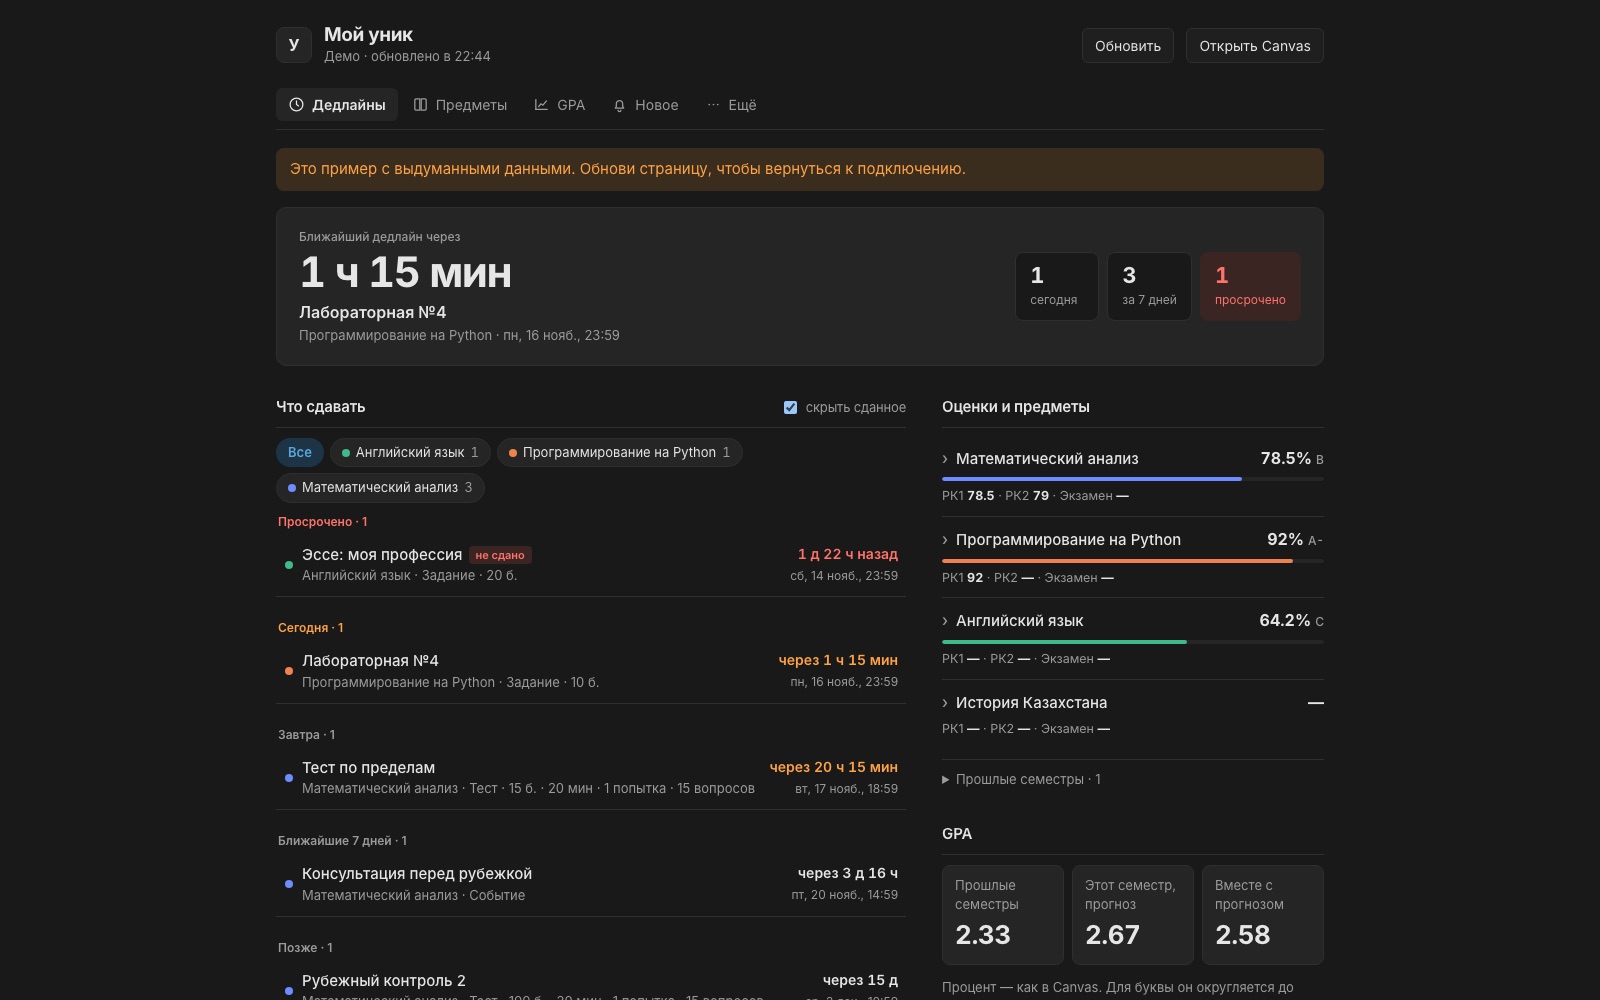 У
Мой уник
Демо · обновлено в 22:44
Обновить
Открыть Canvas
Дедлайны
Предметы
GPA
Новое
Ещё
Это пример с выдуманными данными. Обнови страницу, чтобы вернуться к подключению.
Ближайший дедлайн через
1 ч 15 мин
Лабораторная №4
Программирование на Python · пн, 16 нояб., 23:59
1
сегодня
3
за 7 дней
1
просрочено
Что сдавать
скрыть сданное
Все
Английский язык 1
Программирование на Python 1
Математический анализ 3
Просрочено · 1
Эссе: моя профессия не сдано
1 д 22 ч назад
Английский язык · Задание · 20 б.
сб, 14 нояб., 23:59
Сегодня · 1
Лабораторная №4
через 1 ч 15 мин
Программирование на Python · Задание · 10 б.
пн, 16 нояб., 23:59
Завтра · 1
Тест по пределам
через 20 ч 15 мин
Математический анализ · Тест · 15 б. · 20 мин · 1 попытка · 15 вопросов
вт, 17 нояб., 18:59
Ближайшие 7 дней · 1
Консультация перед рубежкой
через 3 д 16 ч
Математический анализ · Событие
пт, 20 нояб., 14:59
Позже · 1
Рубежный контроль 2
через 15 д
Оценки и предметы
Математический анализ
78.5% B
РК1 78.5 · РК2 79 · Экзамен —
Программирование на Python
92% A-
РК1 92 · РК2 — · Экзамен —
Английский язык
64.2% C
РК1 — · РК2 — · Экзамен —
История Казахстана
—
РК1 — · РК2 — · Экзамен —
Прошлые семестры · 1
GPA
Прошлые семестры
2.33
Этот семестр, прогноз
2.67
Вместе с прогнозом
2.58
Процент — как в Canvas. Для буквы он округляется до